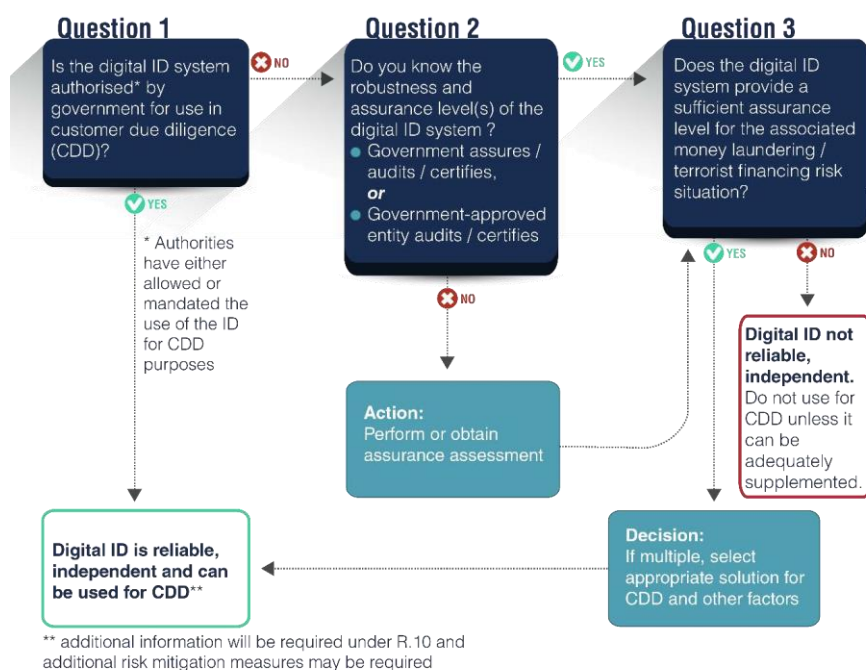 Question 1
Is the digital ID system
authorised* by
government for use in
customer due diligence
(CDD)?
NO
YES
* Authorities
have either
allowed or
mandated the
use of the ID
for CDD
purposes
Question 2
Do you know the
robustness and
assurance level(s) of the
digital ID system ?
Government assures /
audits / certifies,
or
Government-approved
entity audits / certifies
YES
NO
Action:
Perform or obtain
assurance assessment
Question 3
Does the digital ID
system provide a
sufficient assurance
level for the associated
money laundering /
terrorist financing risk
situation?
YES
NO
Digital ID not
reliable,
independent.
Do not use for
CDD unless it
can be
adequately
supplemented.
Decision:
If multiple, select
appropriate solution for
CDD and other factors
Digital ID is reliable,
independent and can
be used for CDD**
** additional information will be required under R.10 and
additional risk mitigation measures may be required